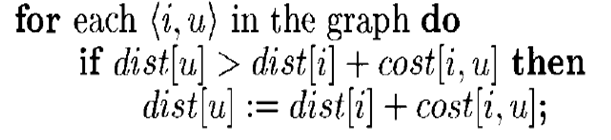 for each ⟨i, u⟩ in the graph do
if dist[u] > dist[i] + cost[i, u] then
dist[u] := dist[i] + cost[i, u];